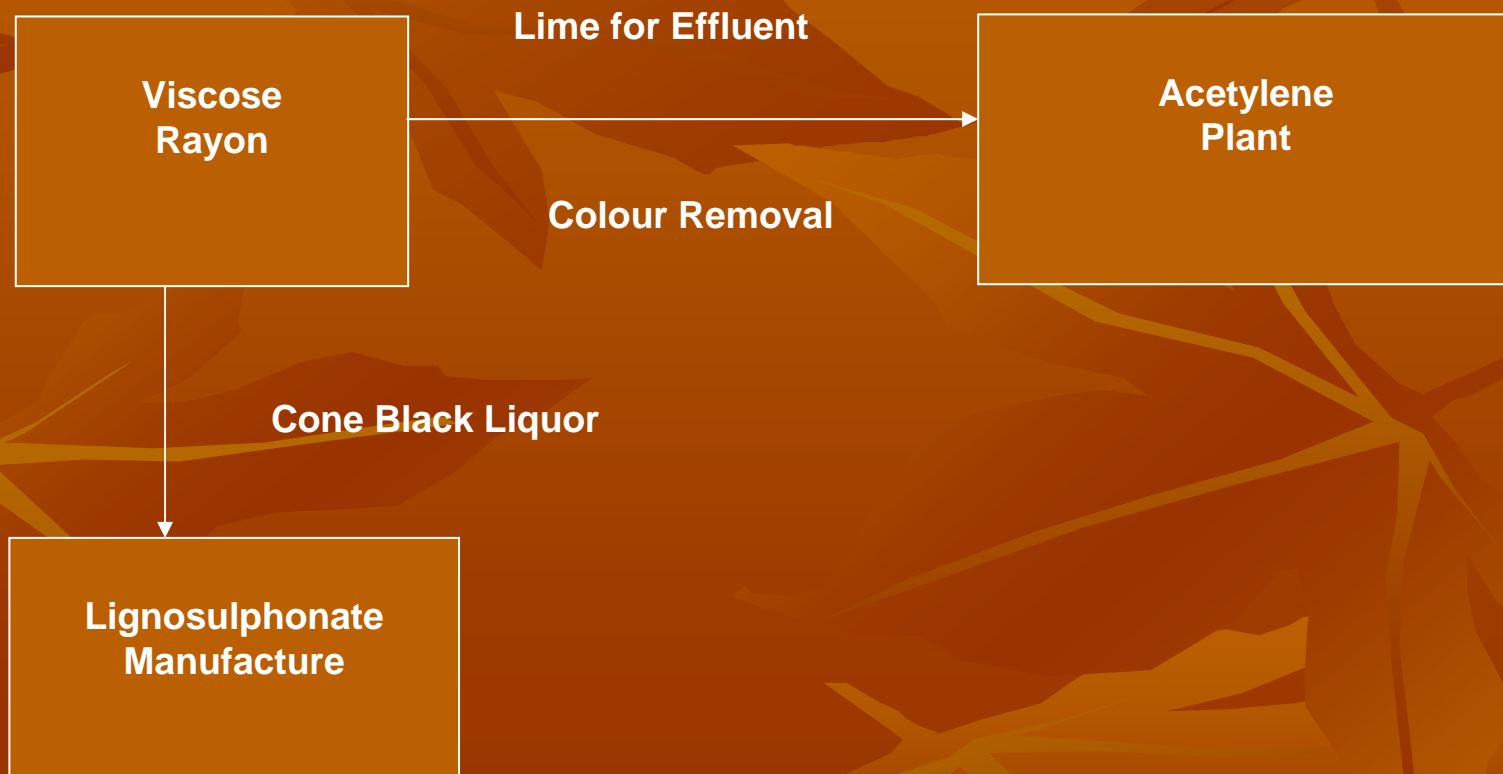 Lime for Effluent
Viscose
Rayon
Acetylene
Plant
Colour Removal
Cone Black Liquor
Lignosulphonate
Manufacture